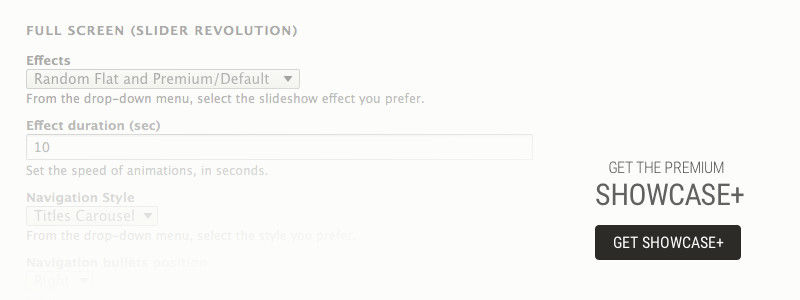 FULL SCREEN (SLIDER REVOLUTION)
Effects
Random Flat and Premium/Default
From the drop-down menu, select the slideshow effect you prefer.
Effect duration (sec)
10
Set the speed of animations, in seconds.
Navigation Style
Titles Carousel
From the drop-down menu, select the style you prefer.
Navigation bullets position
Right
GET THE PREMIUM
SHOWCASE+
GET SHOWCASE+